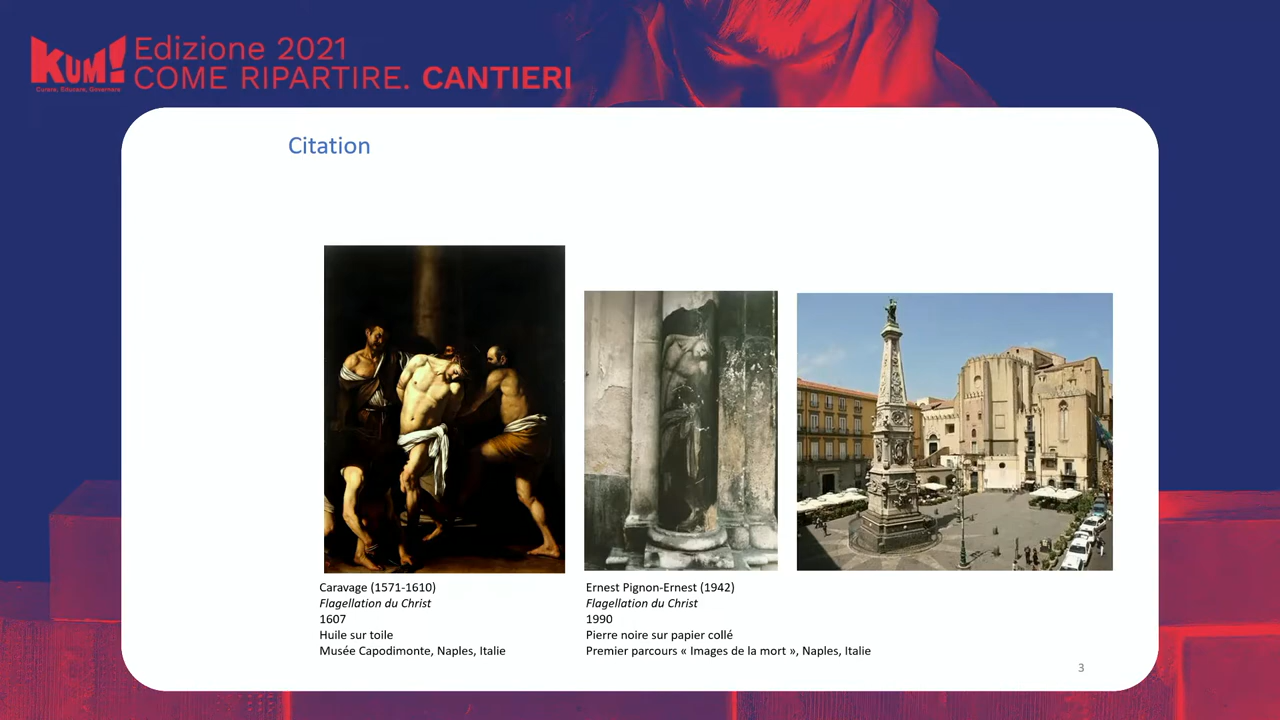 KUM!
Curare, Educare, Governare
Edizione 2021
COME RIPARTIRE. CANTIERI
Citation
Caravage (1571-1610)
Flagellation du Christ
1607
Huile sur toile
Musée Capodimonte, Naples, Italie
Ernest Pignon-Ernest (1942)
Flagellation du Christ
1990
Pierre noire sur papier collé
Premier parcours « Images de la mort », Naples, Italie
3